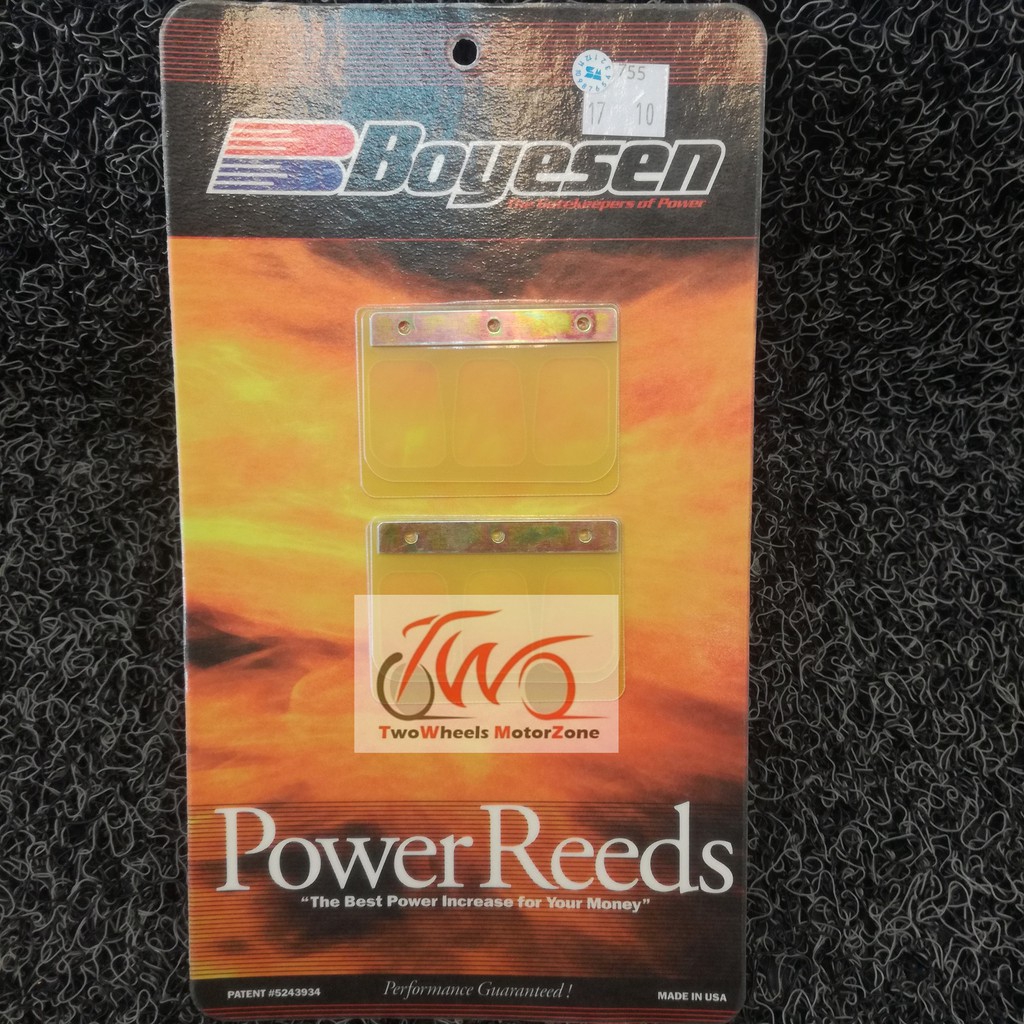 755
17 10
Boyesen
The Gatekeepers of Power
TWO
TwoWheels MotorZone
Power Reeds
“The Best Power Increase for Your Money”
PATENT #5243934 Performance Guaranteed! MADE IN USA